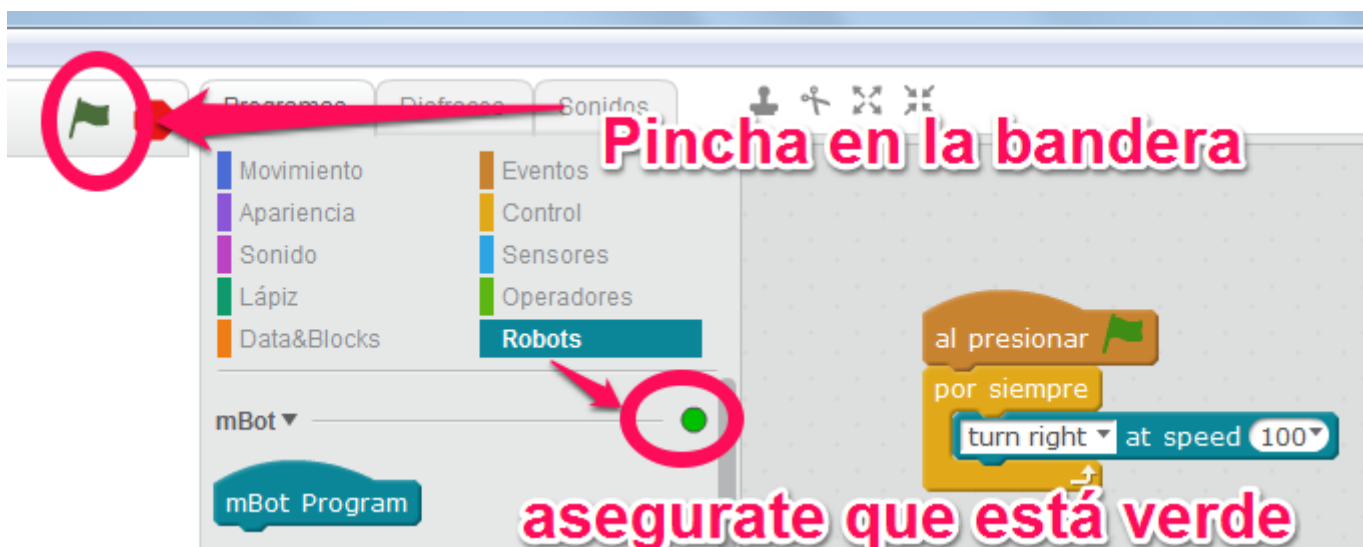 Programas Disfraces Sonidos
Pincha en la bandera
Movimiento Eventos
Apariencia Control
Sonido Sensores
Lápiz Operadores
Data&Blocks Robots
al presionar
por siempre
turn right at speed 100
mBot
mBot Program
asegurate que está verde